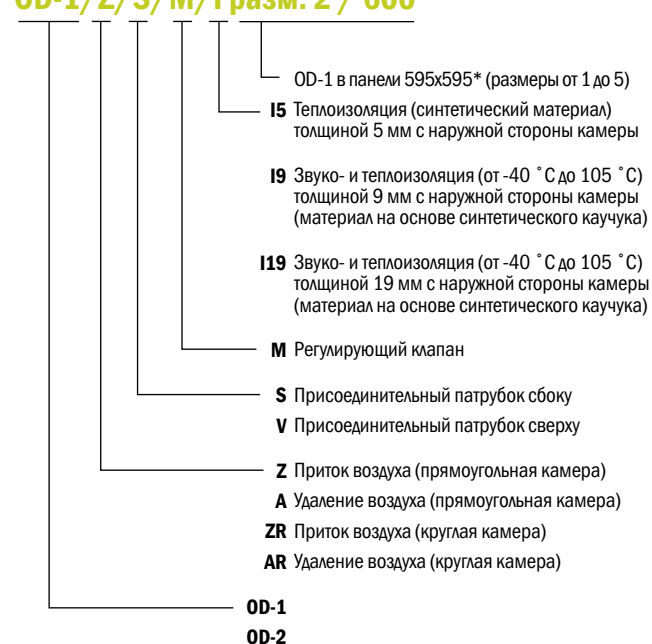 OD-1/Z/S/M/I разм. 2 / 600
OD-1 в панели 595x595* (размеры от 1 до 5)
I5 Теплоизоляция (синтетический материал)
толщиной 5 мм с наружной стороны камеры
I9 Звуко- и теплоизоляция (от -40 ˚С до 105 ˚С)
толщиной 9 мм с наружной стороны камеры
(материал на основе синтетического каучука)
I19 Звуко- и теплоизоляция (от -40 ˚С до 105 ˚С)
толщиной 19 мм с наружной стороны камеры
(материал на основе синтетического каучука)
M Регулирующий клапан
S Присоединительный патрубок сбоку
V Присоединительный патрубок сверху
Z Приток воздуха (прямоугольная камера)
A Удаление воздуха (прямоугольная камера)
ZR Приток воздуха (круглая камера)
AR Удаление воздуха (круглая камера)
OD-1
OD-2